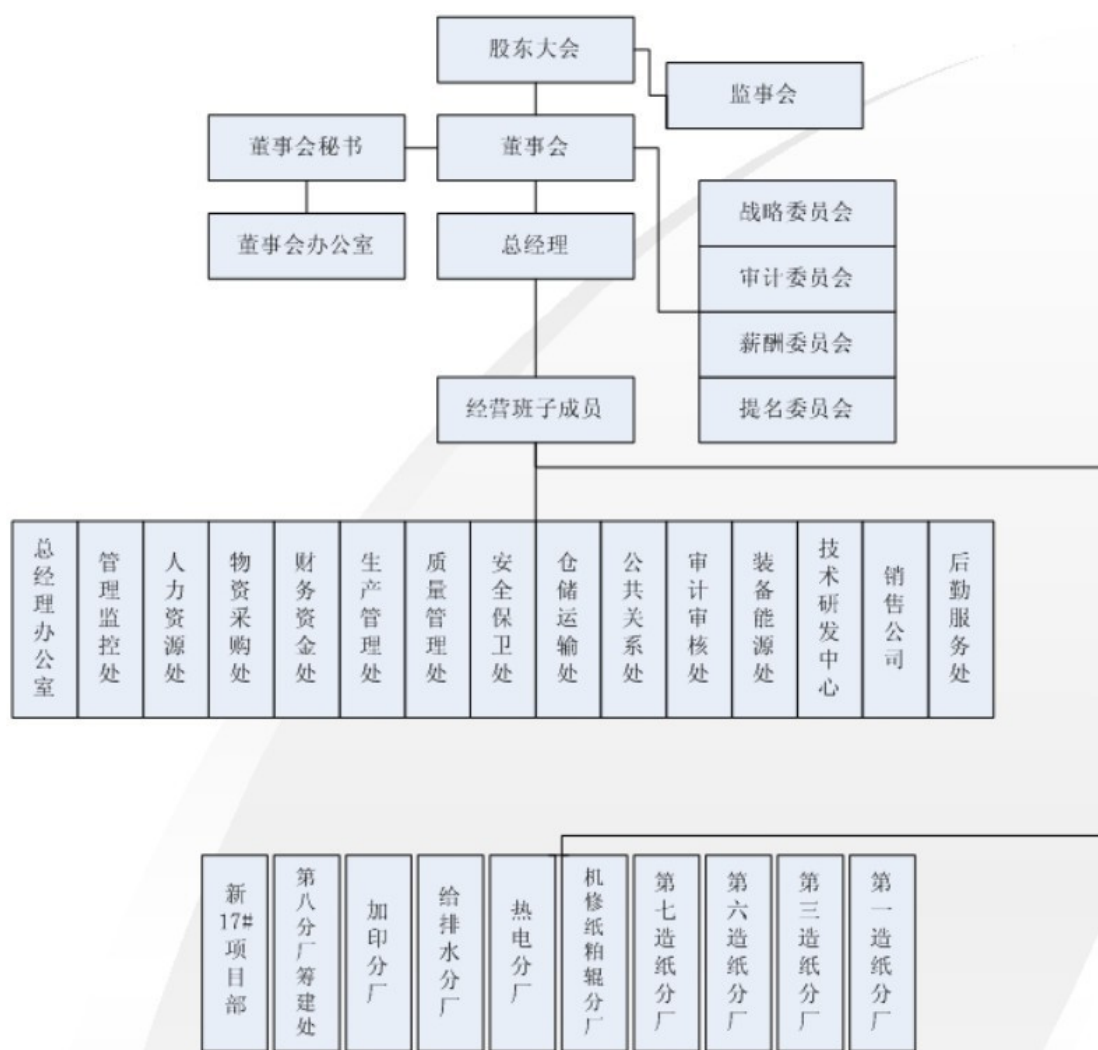 股东大会
监事会
董事会秘书
董事会
董事会办公室
总经理
战略委员会
审计委员会
薪酬委员会
提名委员会
经营班子成员
总经理办公室
管理监控处
人力资源处
物资采购处
财务资金处
生产管理处
质量管理处
安全保卫处
仓储运输处
公共关系处
审计审核处
装备能源处
技术研发中心
销售公司
后勤服务处
新17#项目部
第八分厂筹建处
加印分厂
给排水分厂
热电分厂
机修纸粕辊分厂
第七造纸分厂
第六造纸分厂
第三造纸分厂
第一造纸分厂